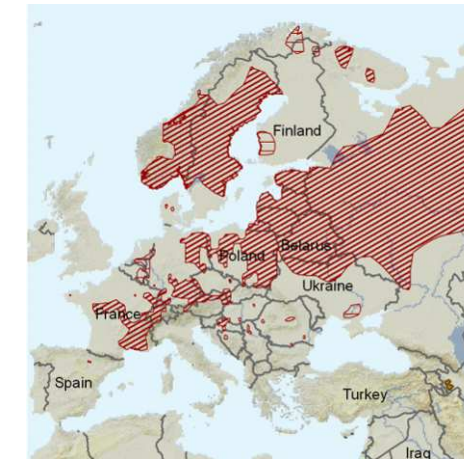 Finland
Poland
Belarus
Ukraine
France
Spain
Turkey
Iraq